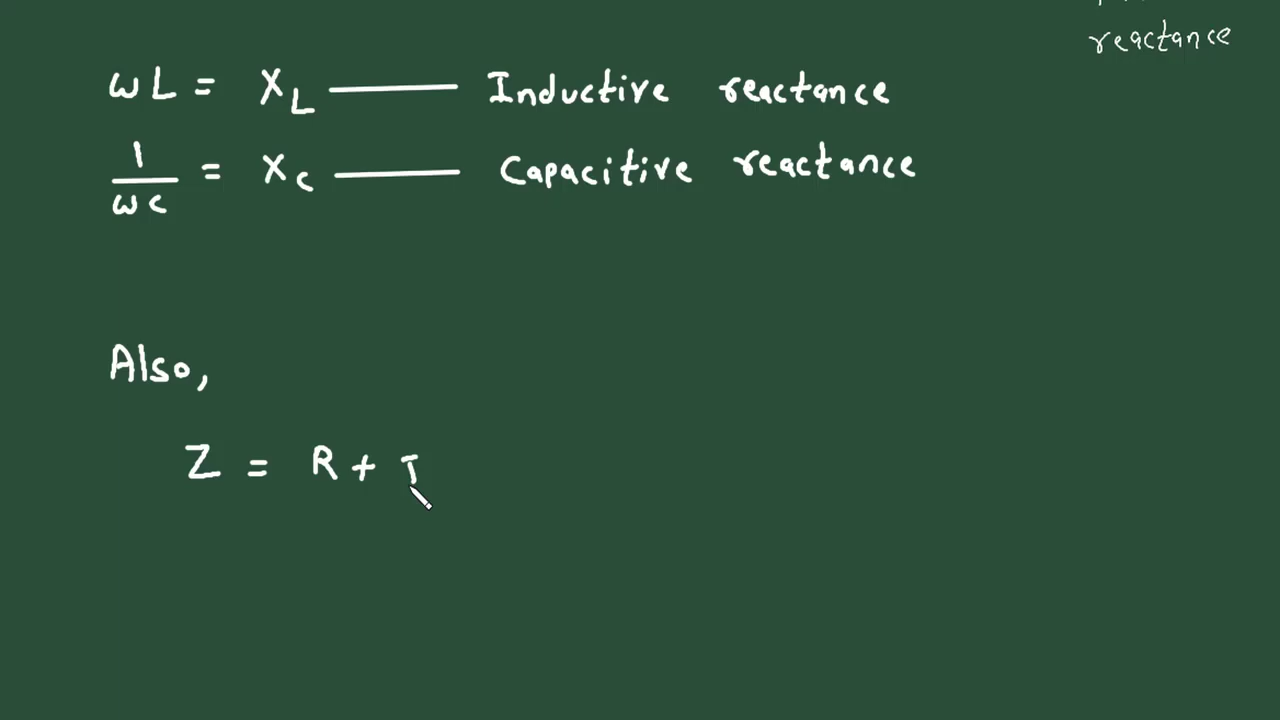 reactance
ωL = X_L —— Inductive reactance
1/ωc = X_c —— Capacitive reactance
Also,
Z = R +